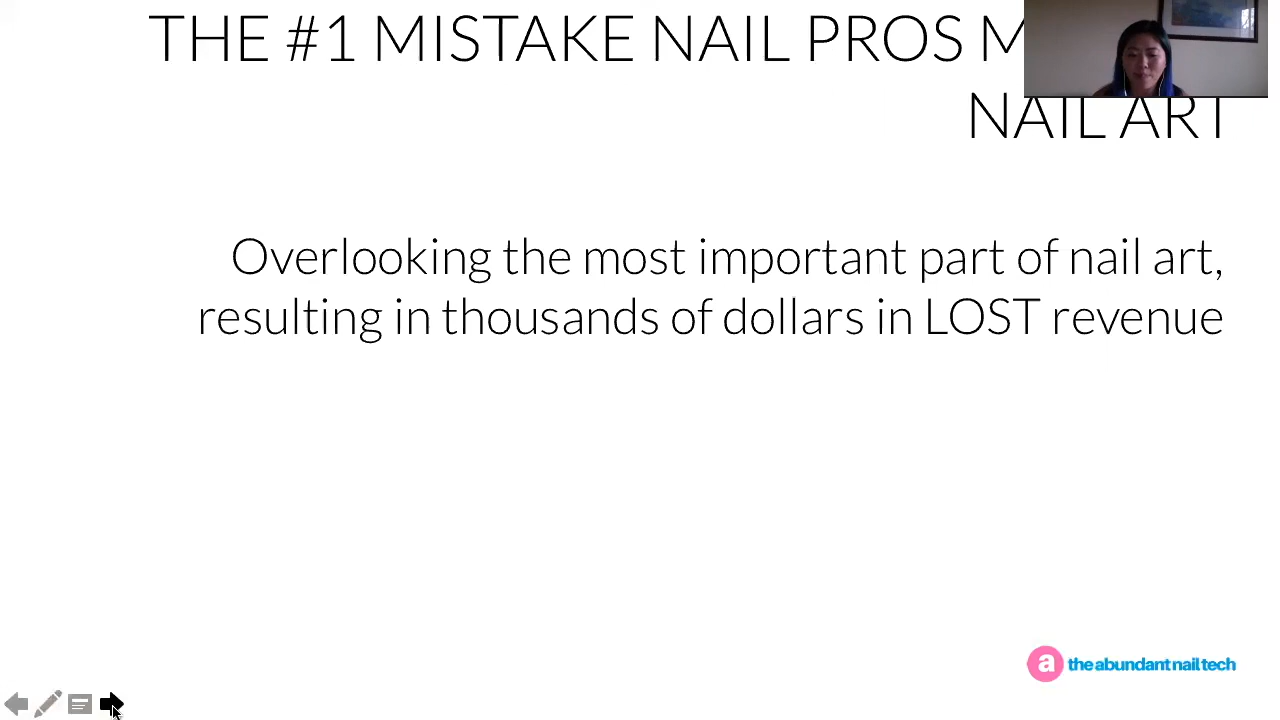 THE #1 MISTAKE NAIL PROS
NAIL ART
Overlooking the most important part of nail art,
resulting in thousands of dollars in LOST revenue
a the abundant nail tech